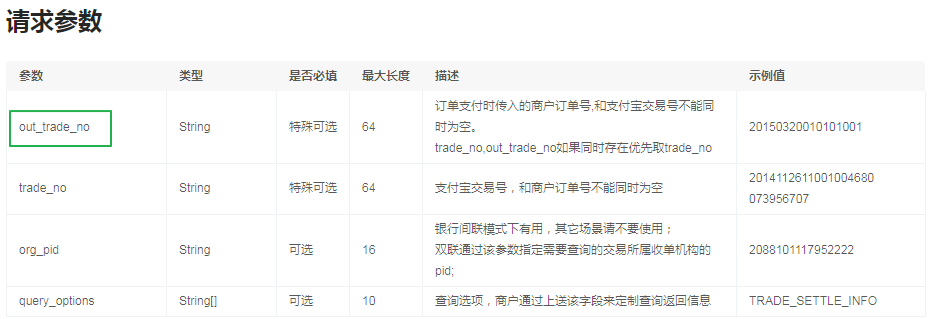 请求参数
参数 类型 是否必填 最大长度 描述 示例值
out_trade_no String 特殊可选 64 订单支付时传入的商户订单号,和支付宝交易号不能同
时为空。
trade_no,out_trade_no如果同时存在优先取trade_no 20150320010101001
trade_no String 特殊可选 64 支付宝交易号，和商户订单号不能同时为空 2014112611001004680
073956707
org_pid String 可选 16 银行间联模式下有用，其它场景请不要使用；
双联通过该参数指定需要查询的交易所属收单机构的
pid; 2088101117952222
query_options String[] 可选 10 查询选项，商户通过上送该字段来定制查询返回信息 TRADE_SETTLE_INFO